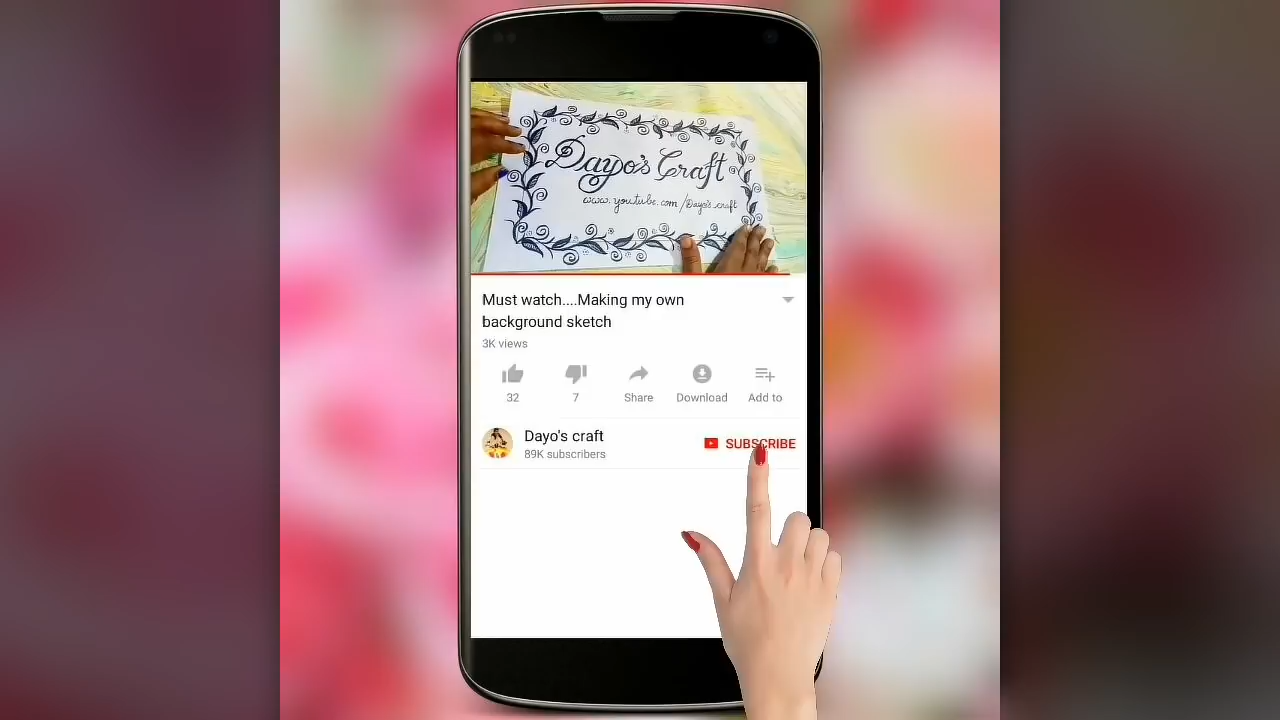 Dayo's Craft
www.youtube.com/Dayo's craft
Must watch....Making my own
background sketch
3K views
32
7
Share
Download
Add to
Dayo's craft
89K subscribers
SUBSCRIBE